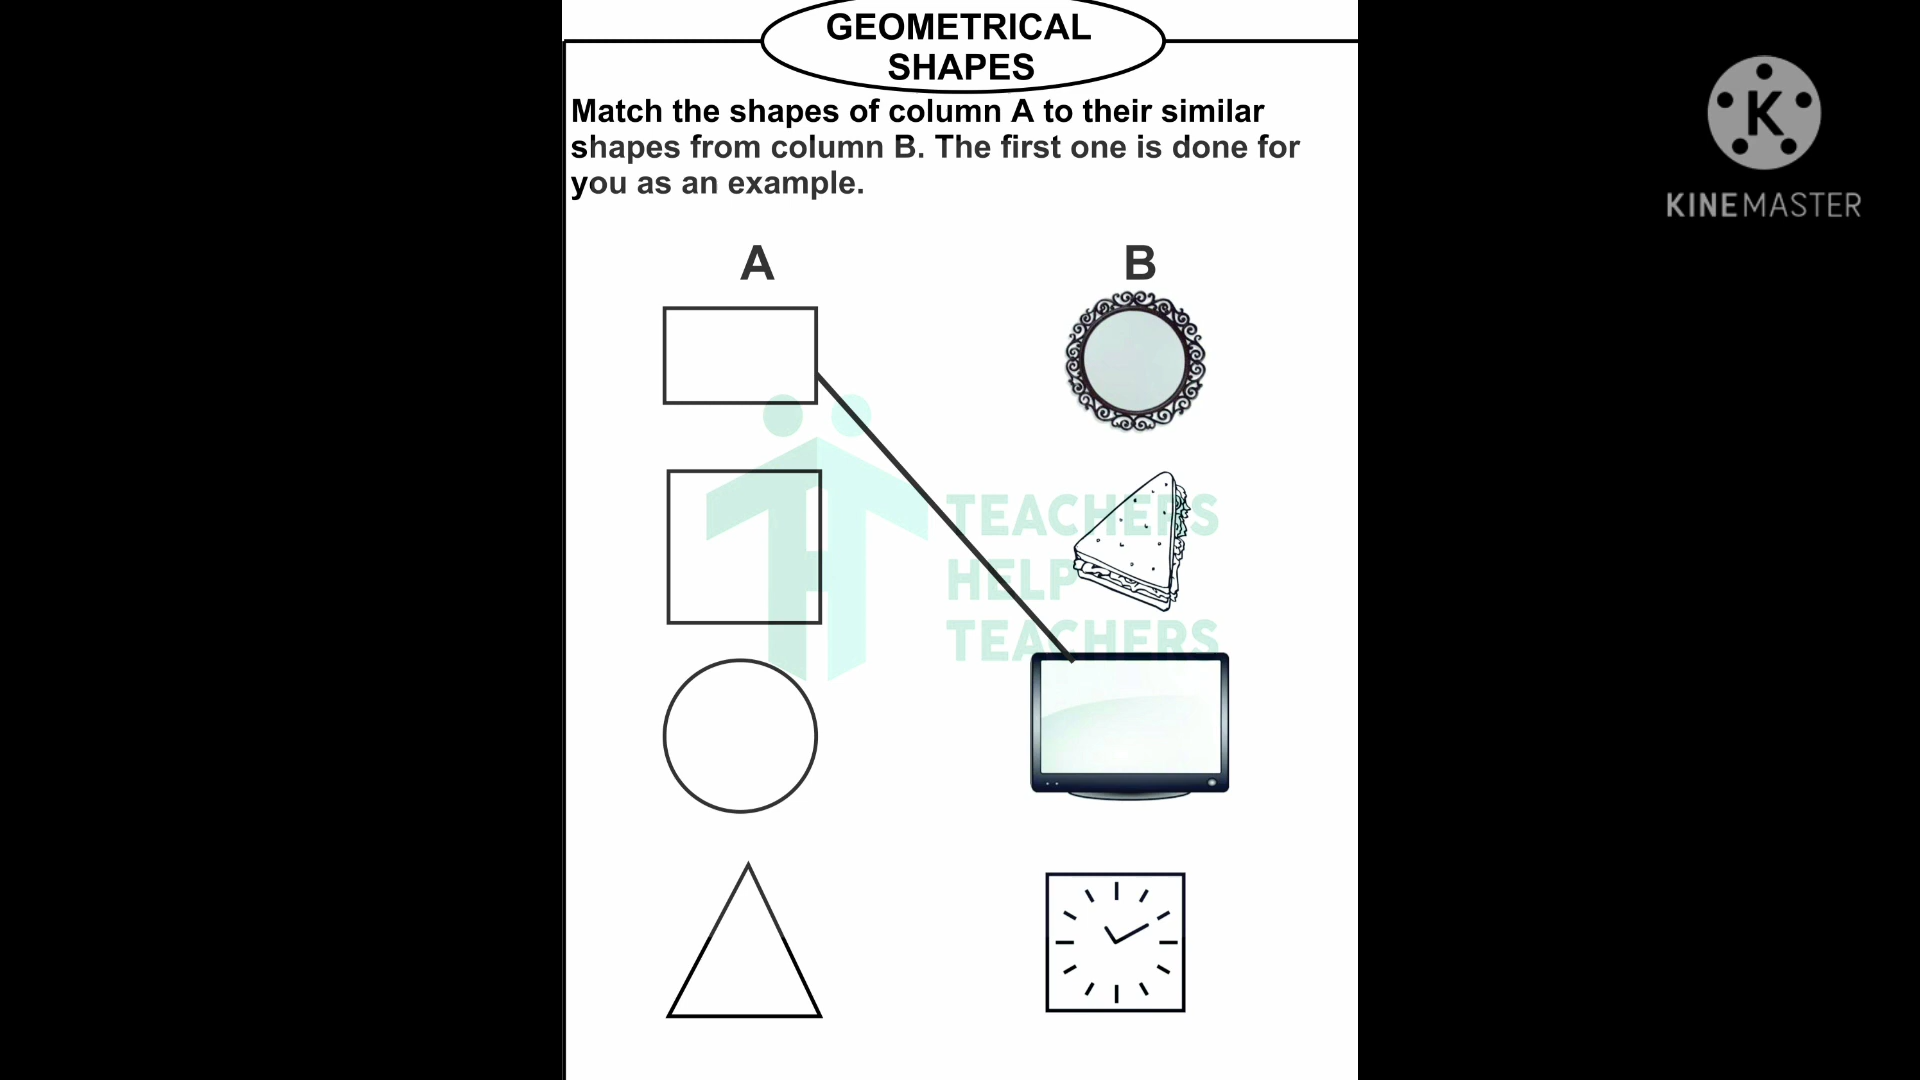 GEOMETRICAL
SHAPES
Match the shapes of column A to their similar
shapes from column B. The first one is done for
you as an example.
A
B
TEACHERS
HELP
TEACHERS
K
KINEMASTER